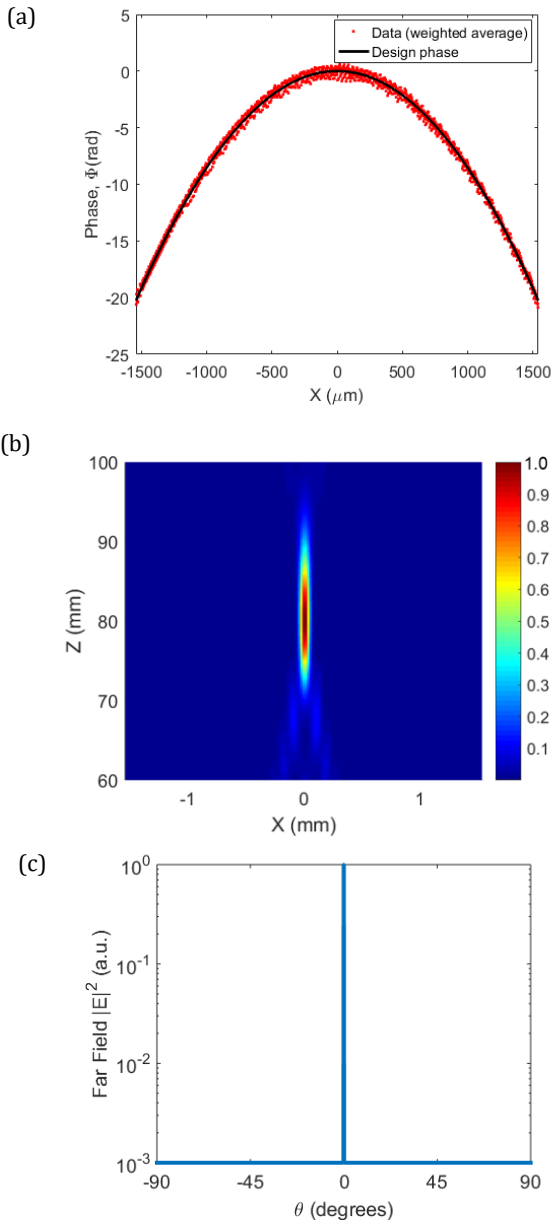 (a)
5
0
-5
-10
-15
-20
-25
Phase, Φ(rad)
Data (weighted average)
Design phase
-1500 -1000 -500 0 500 1000 1500
X (μm)
(b)
100
90
80
70
60
Z (mm)
-1 0 1
X (mm)
1.0
0.9
0.8
0.7
0.6
0.5
0.4
0.3
0.2
0.1
(c)
10^0
10^-1
10^-2
10^-3
Far Field |E|^2 (a.u.)
-90 -45 0 45 90
θ (degrees)